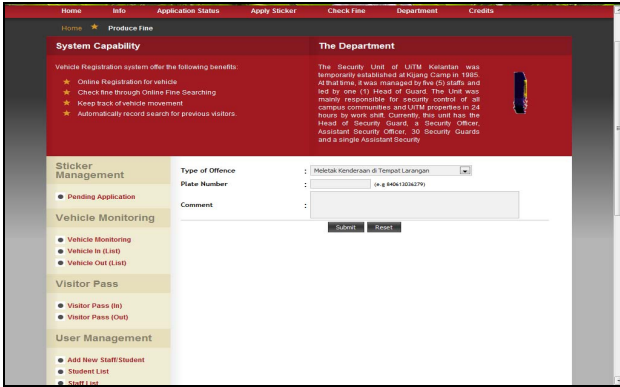 Home Info Application Status Apply Sticker Check Fine Department Credits
Home Produce Fine
System Capability
Vehicle Registration system offer the following benefits:
Online Registration for vehicle
Check fine through Online Fine Searching
Keep track of vehicle movement
Automatically record search for previous visitors.
The Department
The Security Unit of UiTM Kelantan was
temporarily established at Kijang Camp in 1985.
At that time, it was managed by five (5) staffs and
led by one (1) Head of Guard. The Unit was
mainly responsible for security control of all
campus communities and UiTM properties in 24
hours by work shift. Currently, this unit has the
Head of Security Guard, a Security Officer,
Assistant Security Officer, 30 Security Guards
and a single Assistant Security
Sticker
Management
Pending Application
Vehicle Monitoring
Vehicle Monitoring
Vehicle In (List)
Vehicle Out (List)
Visitor Pass
Visitor Pass (In)
Visitor Pass (Out)
User Management
Add New Staff/Student
Student List
Staff List
Type of Offence : Meletak Kenderaan di Tempat Larangan
Plate Number : (e.g 840613036279)
Comment :
Submit Reset